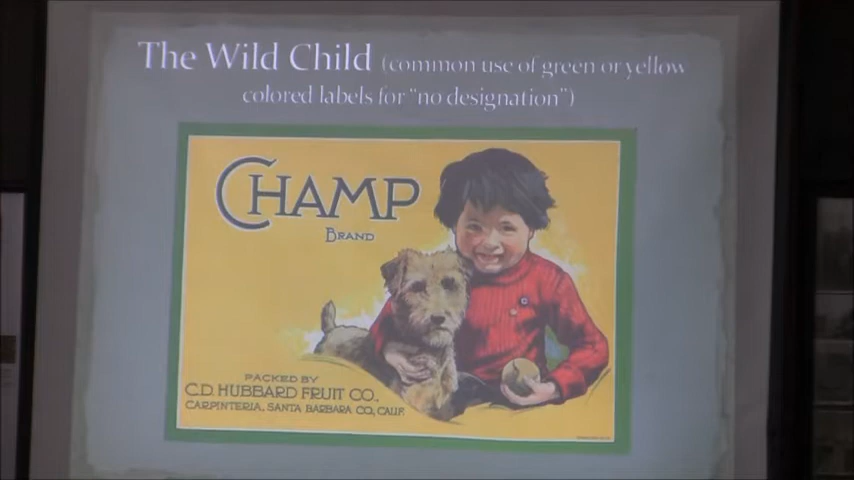 The Wild Child (common use of green or yellow
colored labels for "no designation")
CHAMP
BRAND
PACKED BY
C.D. HUBBARD FRUIT CO.,
CARPINTERIA, SANTA BARBARA CO., CALIF.